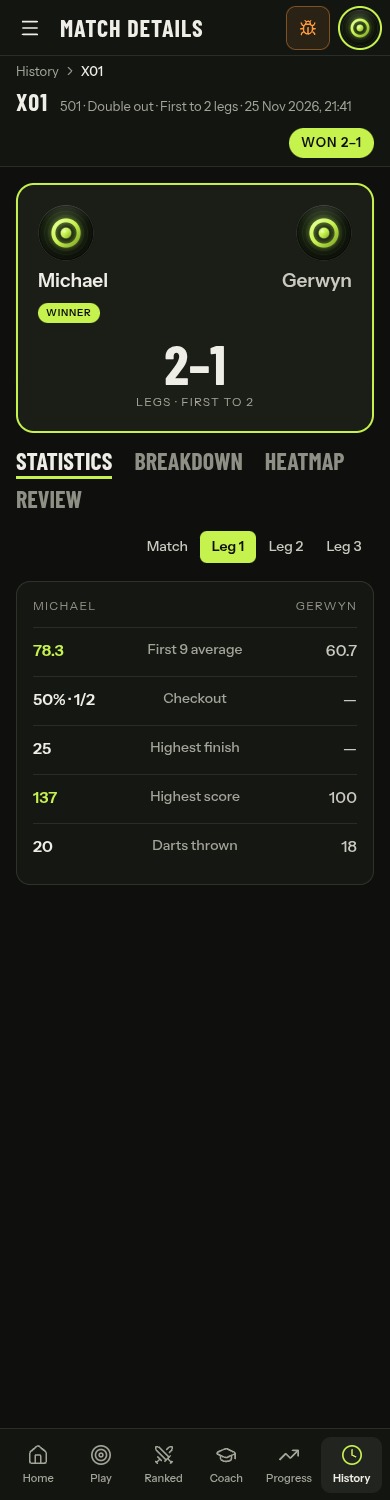 MATCH DETAILS
History > X01
X01 501 · Double out · First to 2 legs · 25 Nov 2026, 21:41
WON 2–1
Michael Gerwyn
WINNER
2–1
LEGS · FIRST TO 2
STATISTICS BREAKDOWN HEATMAP
REVIEW
Match Leg 1 Leg 2 Leg 3
MICHAEL GERWYN
78.3 First 9 average 60.7
50% · 1/2 Checkout —
25 Highest finish —
137 Highest score 100
20 Darts thrown 18
Home Play Ranked Coach Progress History